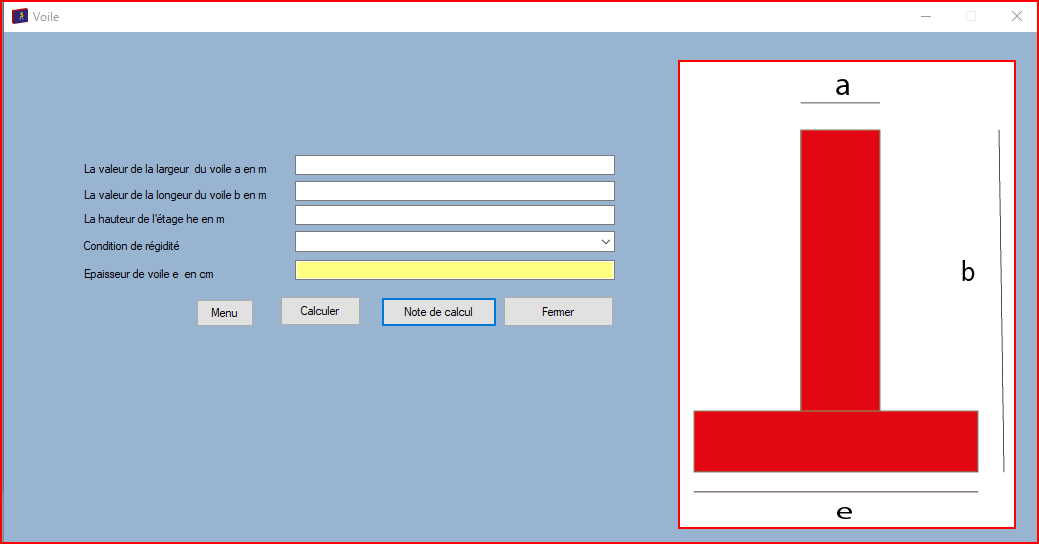 Voile
La valeur de la largeur du voile a en m
La valeur de la longeur du voile b en m
La hauteur de l'étage he en m
Condition de régidité
Epaisseur de voile e en cm
Menu
Calculer
Note de calcul
Fermer
a
b
e